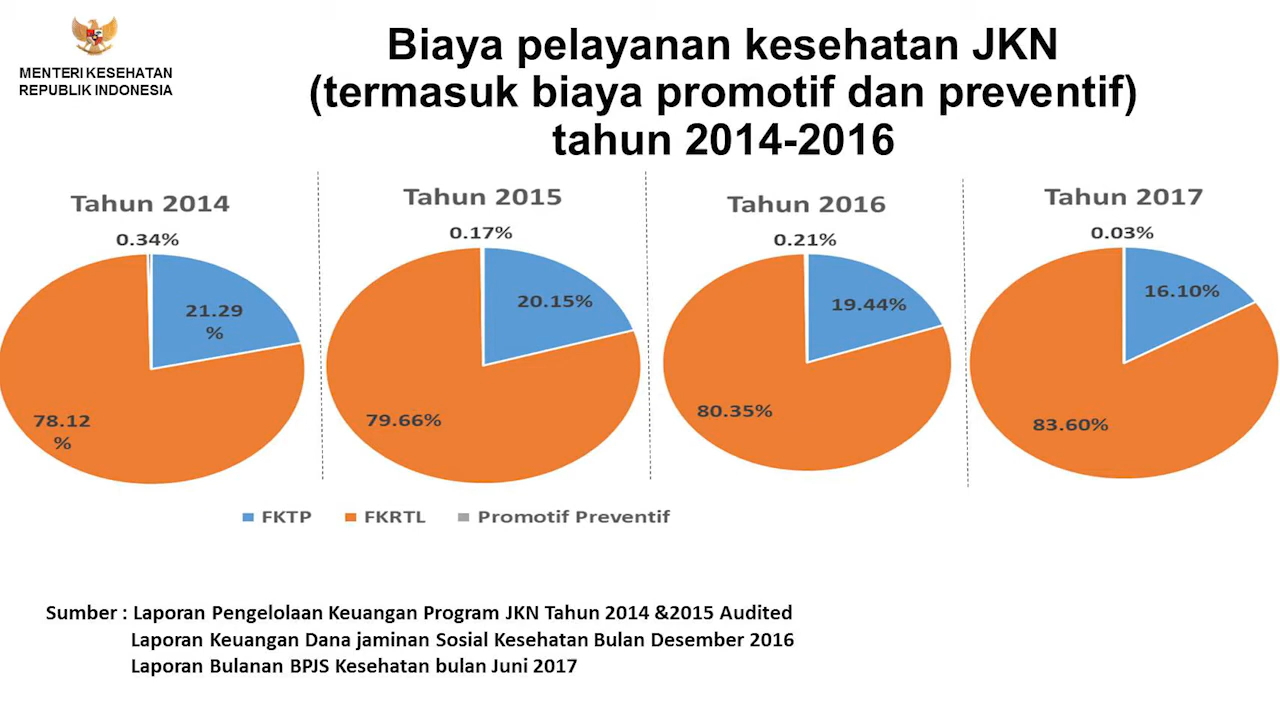 MENTERI KESEHATAN
REPUBLIK INDONESIA
Biaya pelayanan kesehatan JKN
(termasuk biaya promotif dan preventif)
tahun 2014-2016
Tahun 2014
0.34%
21.29
%
78.12
%
Tahun 2015
0.17%
20.15%
79.66%
Tahun 2016
0.21%
19.44%
80.35%
Tahun 2017
0.03%
16.10%
83.60%
FKTP
FKRTL
Promotif Preventif
Sumber : Laporan Pengelolaan Keuangan Program JKN Tahun 2014 &2015 Audited
Laporan Keuangan Dana jaminan Sosial Kesehatan Bulan Desember 2016
Laporan Bulanan BPJS Kesehatan bulan Juni 2017